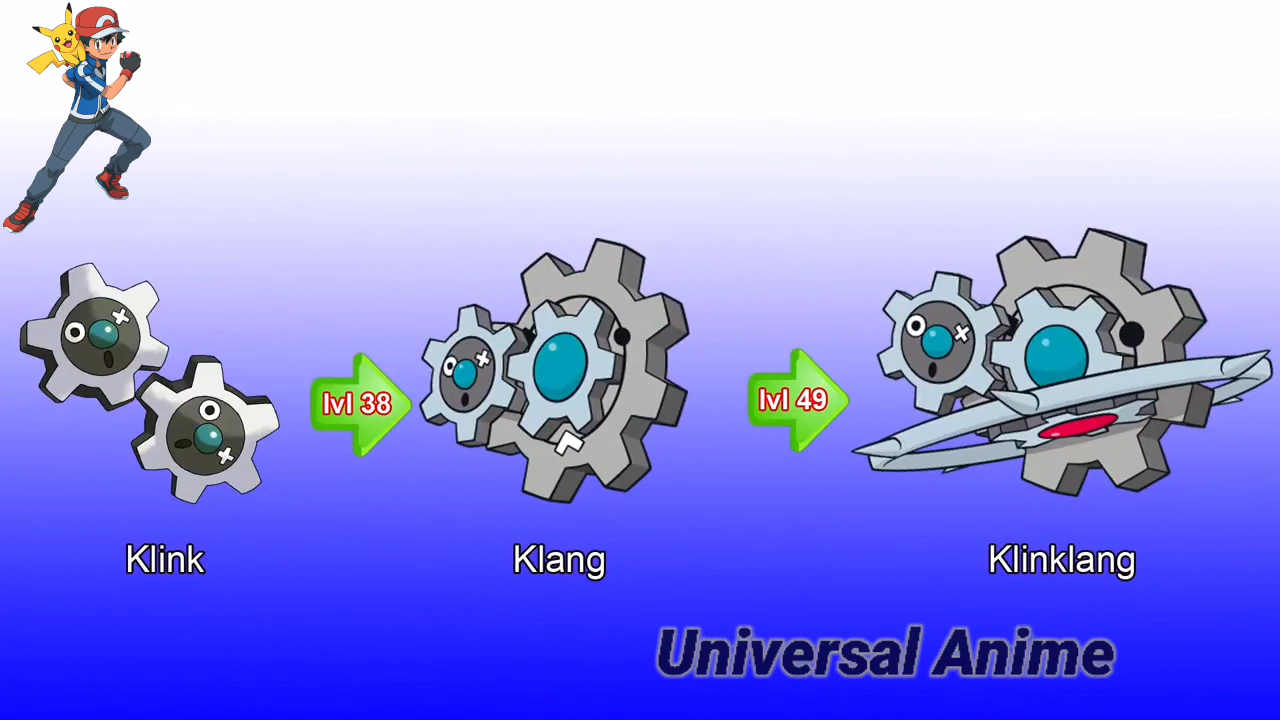 lvl 38
lvl 49
Klink
Klang
Klinklang
Universal Anime